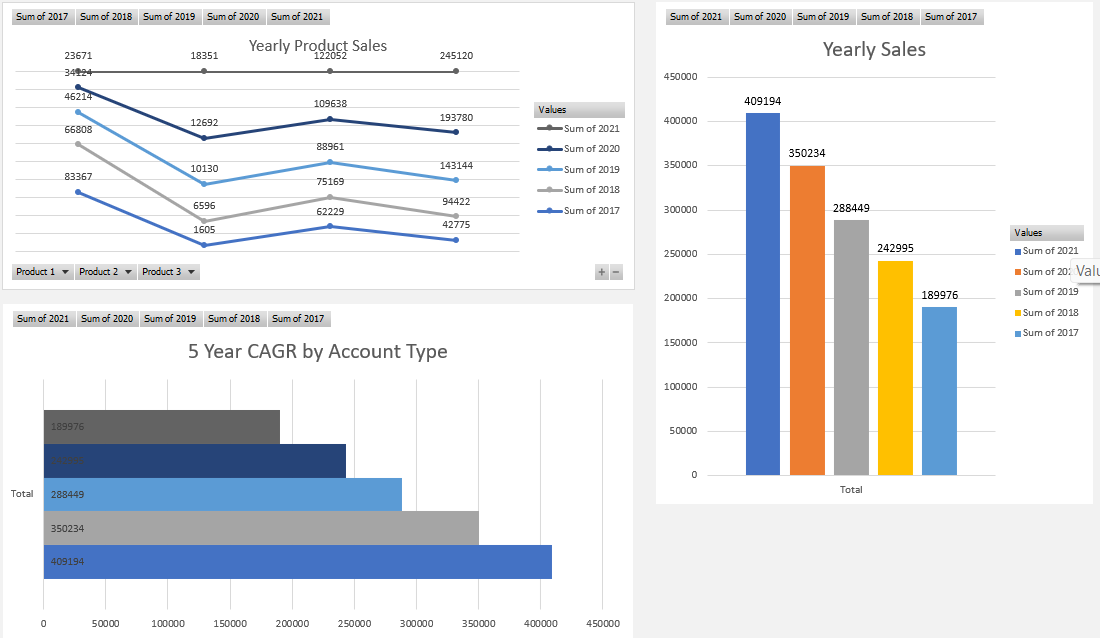 Sum of 2017 Sum of 2018 Sum of 2019 Sum of 2020 Sum of 2021
Yearly Product Sales
23671 18351 122052 245120
34124
46214
109638
12692
193780
66808
88961
10130
143144
83367
75169
6596
94422
62229
1605
42775
Values
Sum of 2021
Sum of 2020
Sum of 2019
Sum of 2018
Sum of 2017
Product 1 Product 2 Product 3
+ −
Sum of 2021 Sum of 2020 Sum of 2019 Sum of 2018 Sum of 2017
5 Year CAGR by Account Type
189976
Total
288449
350234
409194
0 50000 100000 150000 200000 250000 300000 350000 400000 450000
Sum of 2021 Sum of 2020 Sum of 2019 Sum of 2018 Sum of 2017
Yearly Sales
450000
400000
350000
300000
250000
200000
150000
100000
50000
0
409194
350234
288449
242995
189976
Total
Values
Sum of 2021
Sum of 202
Valu
Sum of 2019
Sum of 2018
Sum of 2017